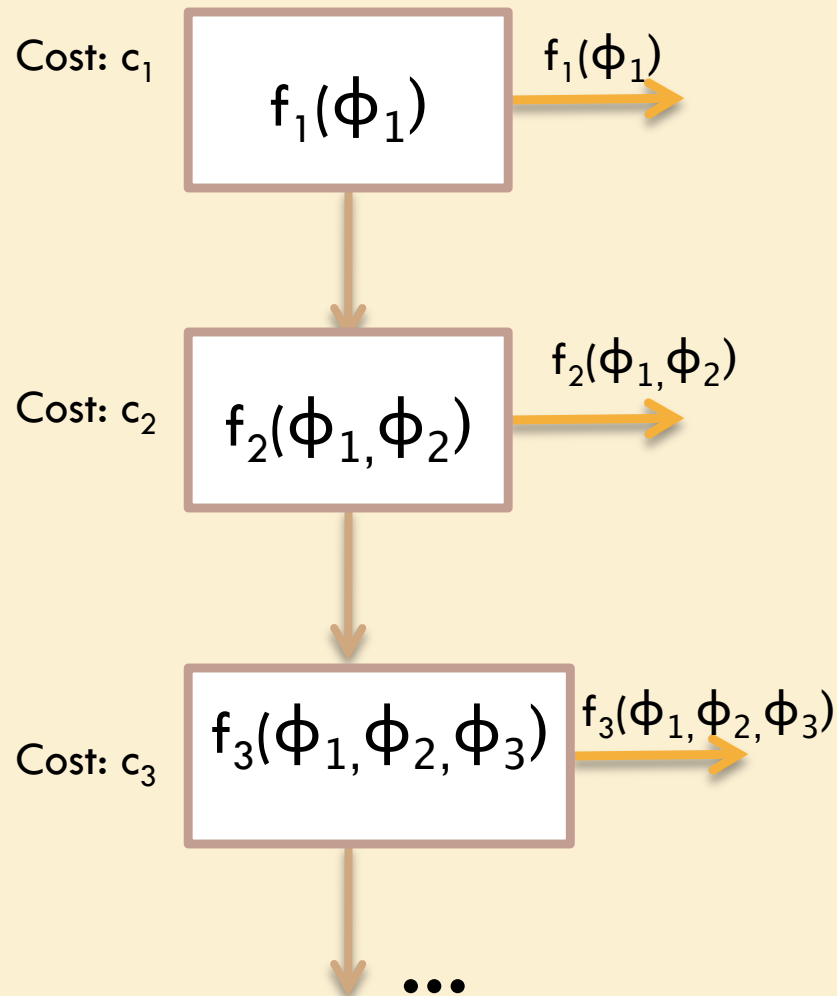 Cost: c₁
f₁(ϕ₁)
f₁(ϕ₁)
Cost: c₂
f₂(ϕ₁,ϕ₂)
f₂(ϕ₁,ϕ₂)
Cost: c₃
f₃(ϕ₁,ϕ₂,ϕ₃)
f₃(ϕ₁,ϕ₂,ϕ₃)
...